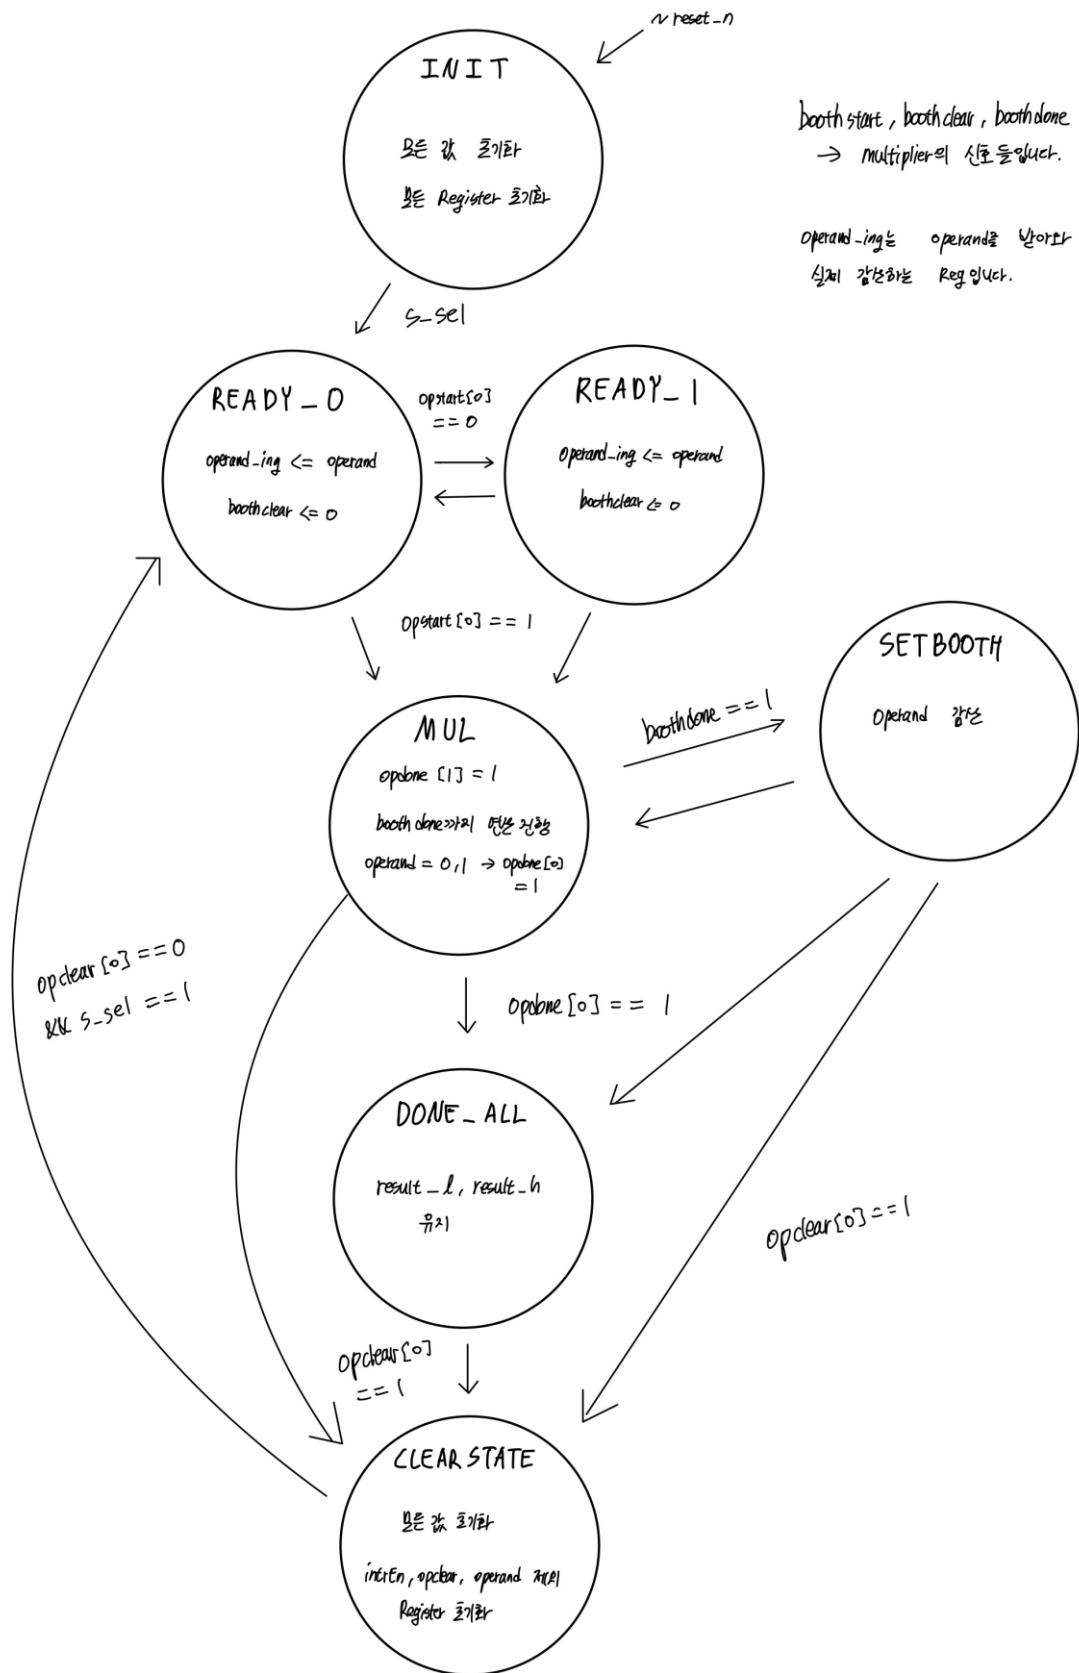 ~reset_n
INIT
모든 값 초기화
모든 Register 초기화
booth start, booth clear, booth done
→ multiplier의 신호들입니다.
operand_ing는 operand를 받아와
실제 감산하는 Reg입니다.
s_sel
READY_0
operand_ing <= operand
boothclear <= 0
opstart[0]
==0
READY_1
operand_ing <= operand
boothclear <= 0
opstart[0] == 1
MUL
opdone [1] = 1
booth done까지 연산 진행
operand = 0,1 → opdone[0]
= 1
boothdone == 1
SETBOOTH
Operand 감산
opclear[0] == 0
&& s_sel == 1
opdone[0] == 1
DONE_ALL
result_l, result_h
유지
opclear[0] == 1
opclear[0]
== 1
CLEARSTATE
모든 값 초기화
intrEn, opclear, operand 제외
Register 초기화